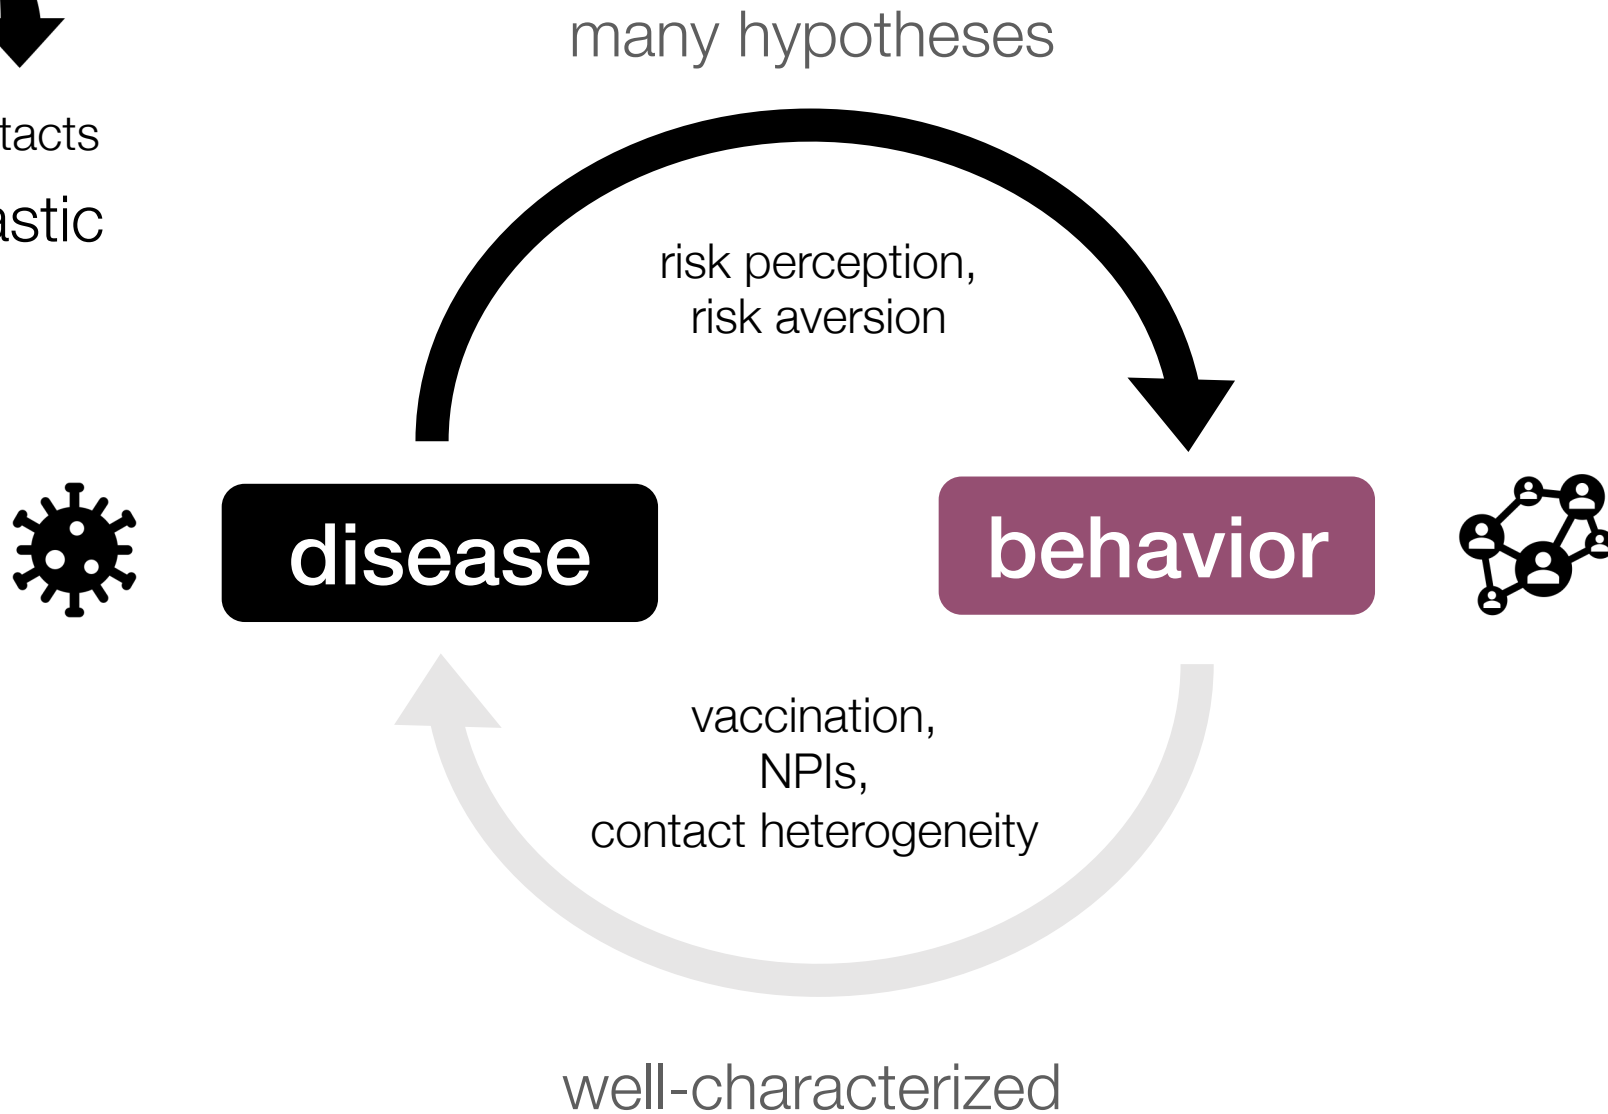 many hypotheses
tacts
astic
risk perception,
risk aversion
disease
behavior
vaccination,
NPIs,
contact heterogeneity
well-characterized